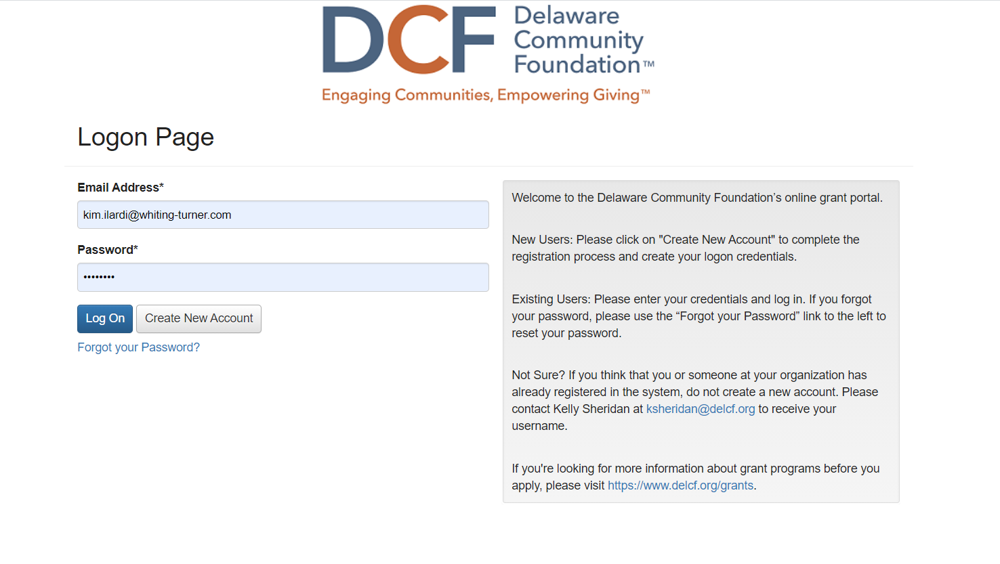 DCF
Delaware
Community
Foundation™
Engaging Communities, Empowering Giving™
Logon Page
Email Address*
kim.ilardi@whiting-turner.com
Password*
••••••••
Log On
Create New Account
Forgot your Password?
Welcome to the Delaware Community Foundation’s online grant portal.
New Users: Please click on "Create New Account" to complete the
registration process and create your logon credentials.
Existing Users: Please enter your credentials and log in. If you forgot
your password, please use the “Forgot your Password” link to the left to
reset your password.
Not Sure? If you think that you or someone at your organization has
already registered in the system, do not create a new account. Please
contact Kelly Sheridan at ksheridan@delcf.org to receive your
username.
If you're looking for more information about grant programs before you
apply, please visit https://www.delcf.org/grants.